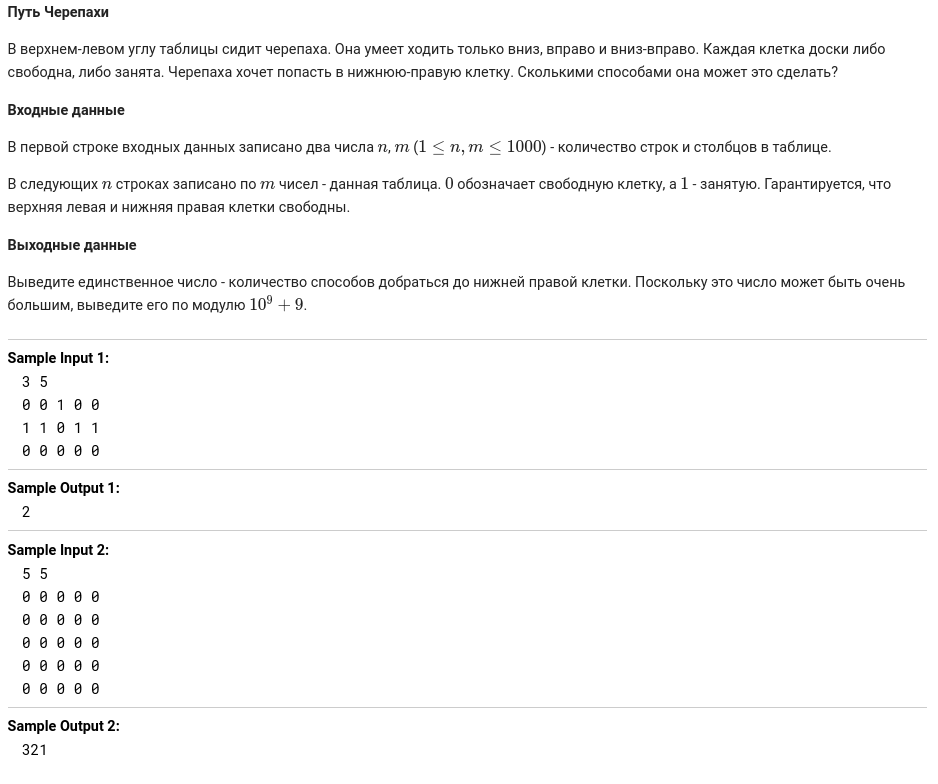 Путь Черепахи
В верхнем-левом углу таблицы сидит черепаха. Она умеет ходить только вниз, вправо и вниз-вправо. Каждая клетка доски либо
свободна, либо занята. Черепаха хочет попасть в нижнюю-правую клетку. Сколькими способами она может это сделать?
Входные данные
В первой строке входных данных записано два числа n, m (1 ≤ n, m ≤ 1000) - количество строк и столбцов в таблице.
В следующих n строках записано по m чисел - данная таблица. 0 обозначает свободную клетку, а 1 - занятую. Гарантируется, что
верхняя левая и нижняя правая клетки свободны.
Выходные данные
Выведите единственное число - количество способов добраться до нижней правой клетки. Поскольку это число может быть очень
большим, выведите его по модулю 10⁹ + 9.
Sample Input 1:
3 5
0 0 1 0 0
1 1 0 1 1
0 0 0 0 0
Sample Output 1:
2
Sample Input 2:
5 5
0 0 0 0 0
0 0 0 0 0
0 0 0 0 0
0 0 0 0 0
0 0 0 0 0
Sample Output 2:
321